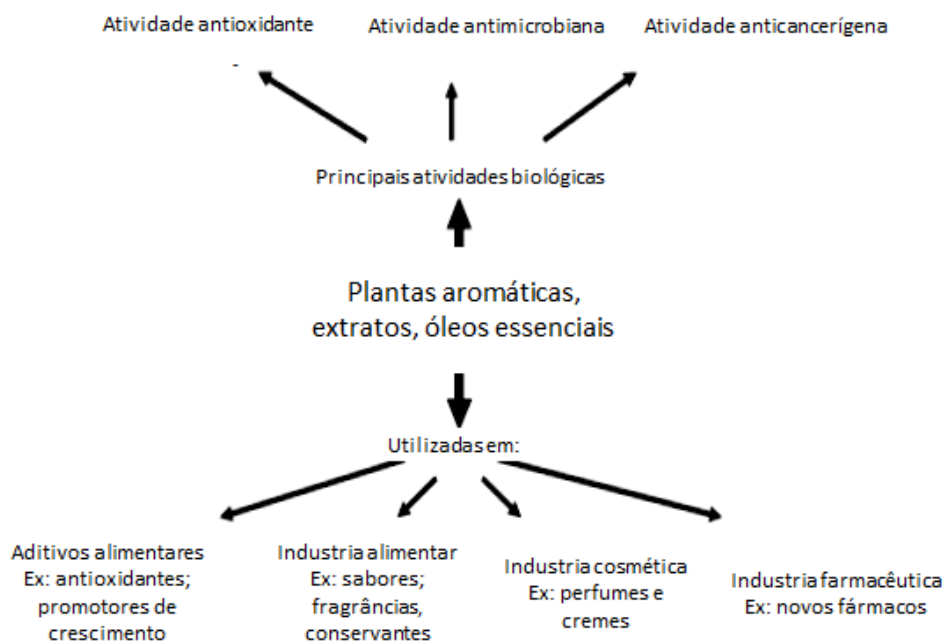 Atividade antioxidante
Atividade antimicrobiana
Atividade anticancerígena
Principais atividades biológicas
Plantas aromáticas,
extratos, óleos essenciais
Utilizadas em:
Aditivos alimentares
Ex: antioxidantes;
promotores de
crescimento
Industria alimentar
Ex: sabores;
fragrâncias,
conservantes
Industria cosmética
Ex: perfumes e
cremes
Industria farmacêutica
Ex: novos fármacos